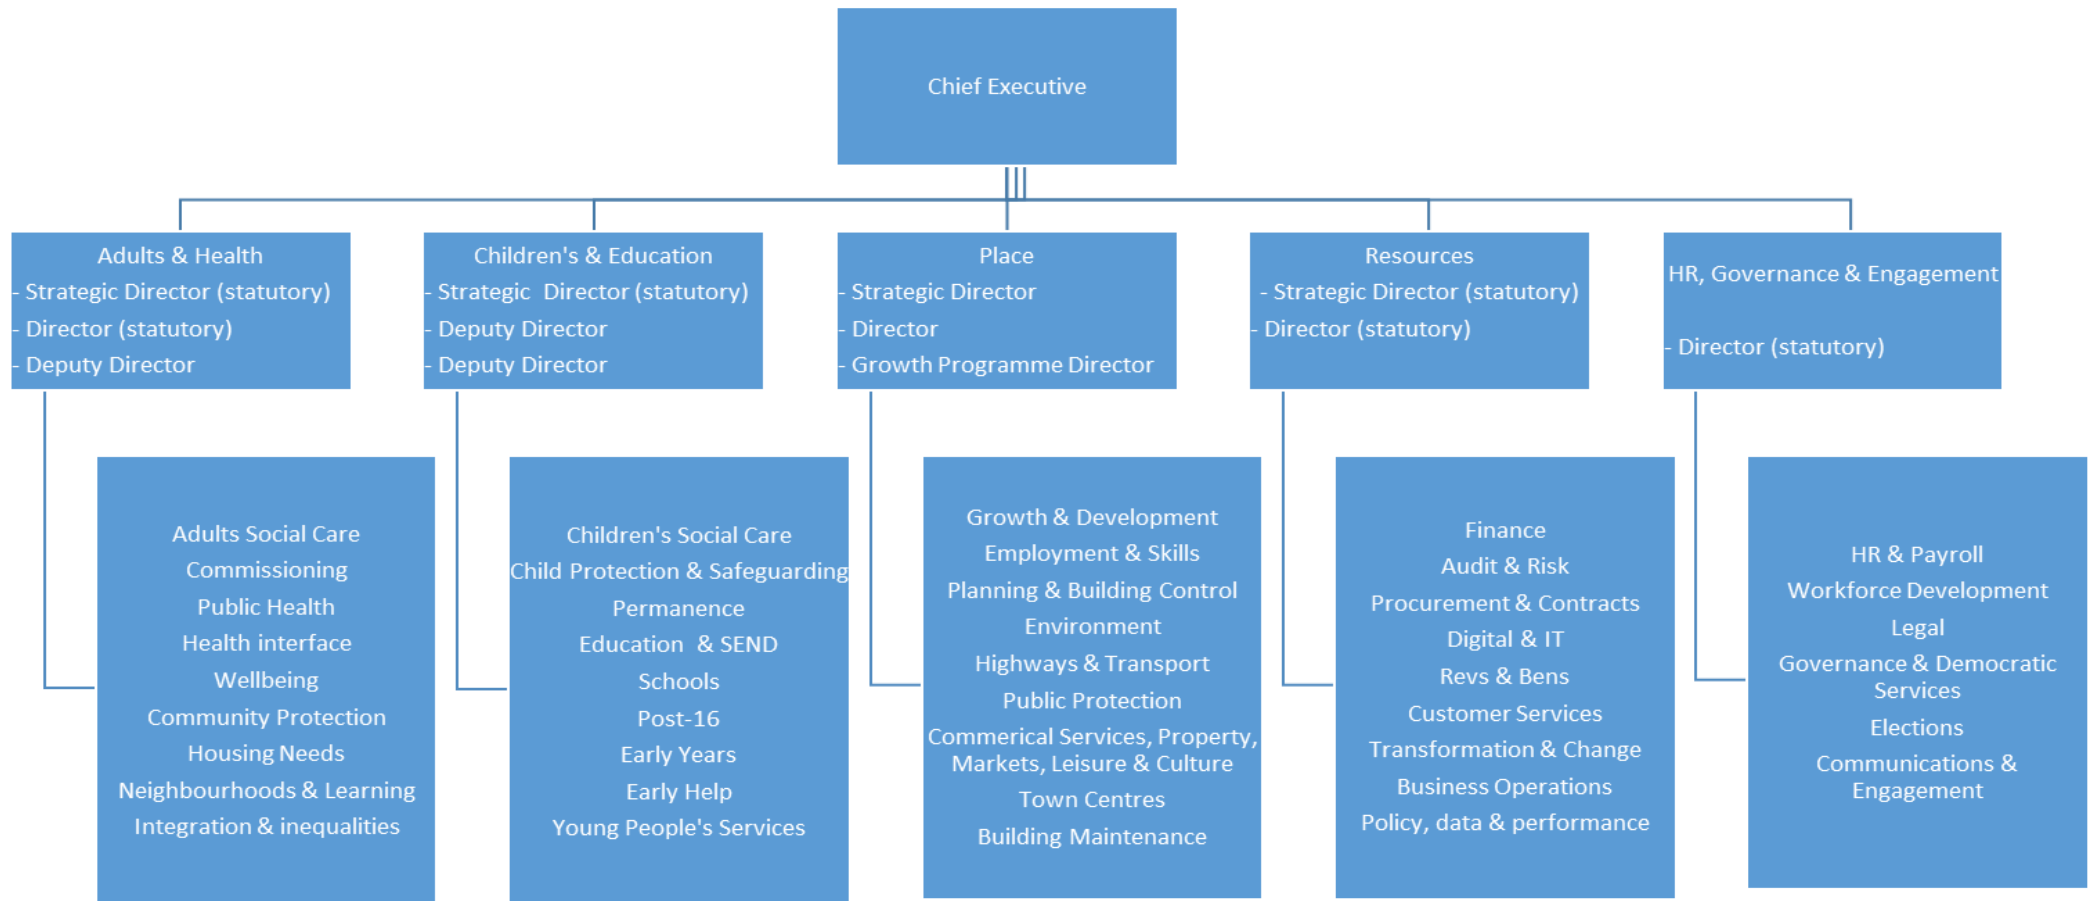 Chief Executive
Adults & Health
- Strategic Director (statutory)
- Director (statutory)
- Deputy Director
Children's & Education
- Strategic  Director (statutory)
- Deputy Director
- Deputy Director
Place
- Strategic Director
- Director
- Growth Programme Director
Resources
- Strategic Director (statutory)
- Director (statutory)
HR, Governance & Engagement
- Director (statutory)
Adults Social Care
Commissioning
Public Health
Health interface
Wellbeing
Community Protection
Housing Needs
Neighbourhoods & Learning
Integration & inequalities
Children's Social Care
Child Protection & Safeguarding
Permanence
Education  & SEND
Schools
Post-16
Early Years
Early Help
Young People's Services
Growth & Development
Employment & Skills
Planning & Building Control
Environment
Highways & Transport
Public Protection
Commerical Services, Property,
Markets, Leisure & Culture
Town Centres
Building Maintenance
Finance
Audit & Risk
Procurement & Contracts
Digital & IT
Revs & Bens
Customer Services
Transformation & Change
Business Operations
Policy, data & performance
HR & Payroll
Workforce Development
Legal
Governance & Democratic
Services
Elections
Communications &
Engagement